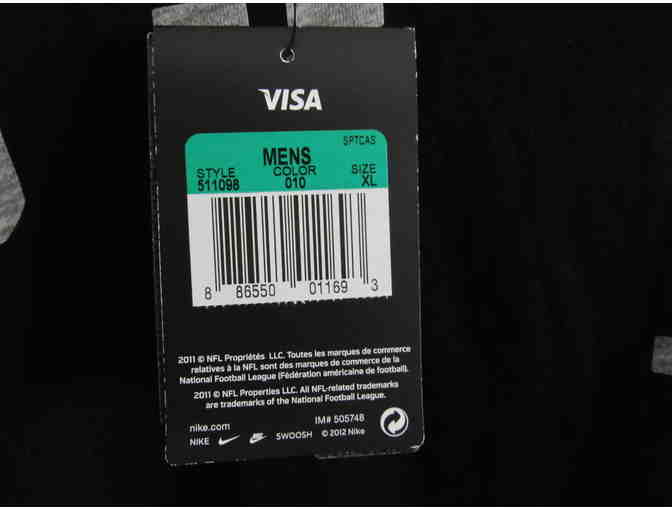 VISA
SPTCAS
MENS
STYLE COLOR SIZE
511098 010 XL
8 86550 01169 3
2011 © NFL Propriétés LLC. Toutes les marques de commerce
relatives à la NFL sont des marques de commerce de la
National Football League (Fédération américaine de football).
2011 © NFL Properties LLC. All NFL-related trademarks
are trademarks of the National Football League.
nike.com IM# 505748
NIKE SWOOSH © 2012 Nike